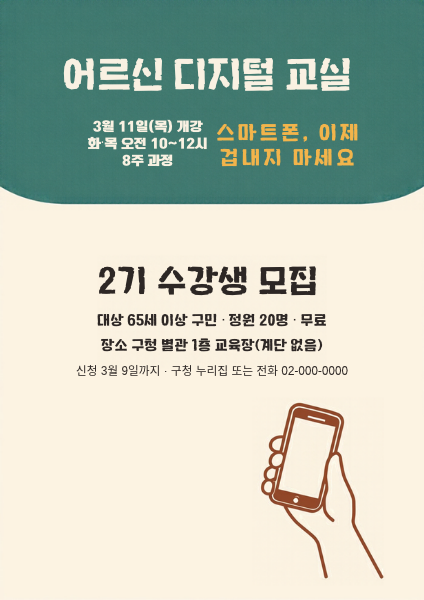 어르신 디지털 교실
3월 11일(목) 개강
화·목 오전 10~12시
8주 과정
스마트폰, 이제
겁내지 마세요
2기 수강생 모집
대상 65세 이상 구민 · 정원 20명 · 무료
장소 구청 별관 1층 교육장(계단 없음)
신청 3월 9일까지 · 구청 누리집 또는 전화 02-000-0000